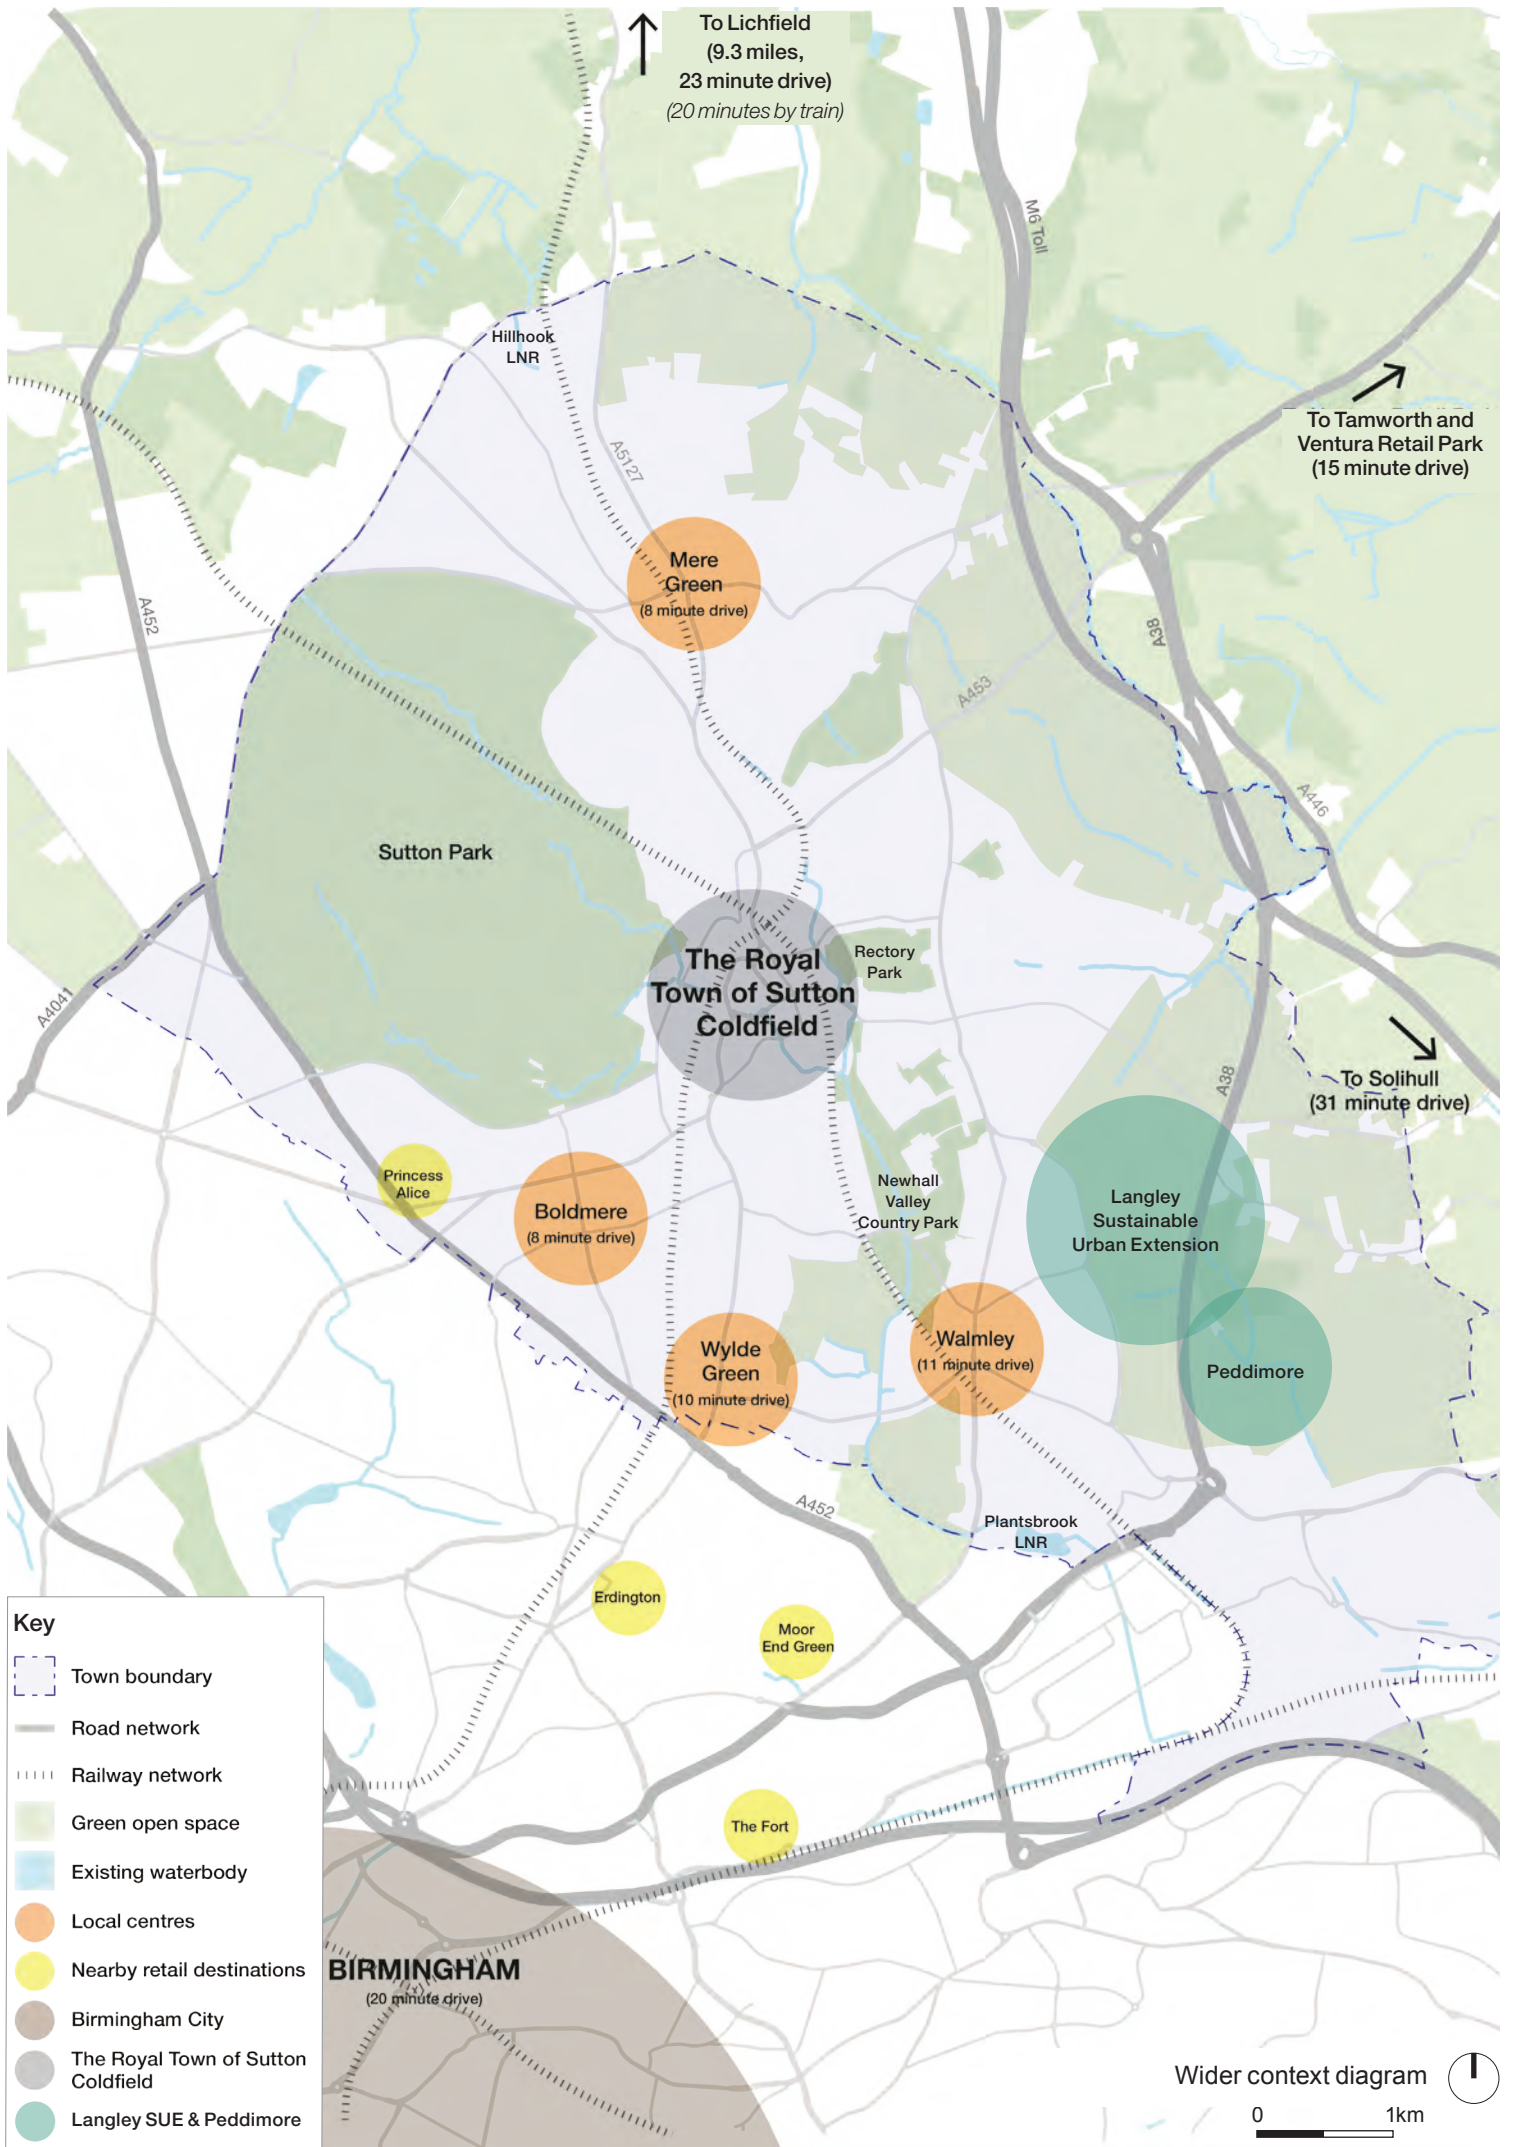 To Lichfield
(9.3 miles,
23 minute drive)
(20 minutes by train)
M6 Toll
Hillhook
LNR
To Tamworth and
Ventura Retail Park
(15 minute drive)
A5127
Mere
Green
(8 minute drive)
A452
A38
A453
A446
Sutton Park
Rectory
Park
The Royal
Town of Sutton
Coldfield
A4041
To Solihull
(31 minute drive)
A38
Princess
Alice
Boldmere
(8 minute drive)
Newhall
Valley
Country Park
Langley
Sustainable
Urban Extension
Wylde
Green
(10 minute drive)
Walmley
(11 minute drive)
Peddimore
A452
Plantsbrook
LNR
Erdington
Moor
End Green
The Fort
BIRMINGHAM
(20 minute drive)
Key
Town boundary
Road network
Railway network
Green open space
Existing waterbody
Local centres
Nearby retail destinations
Birmingham City
The Royal Town of Sutton
Coldfield
Langley SUE & Peddimore
Wider context diagram
0 1km